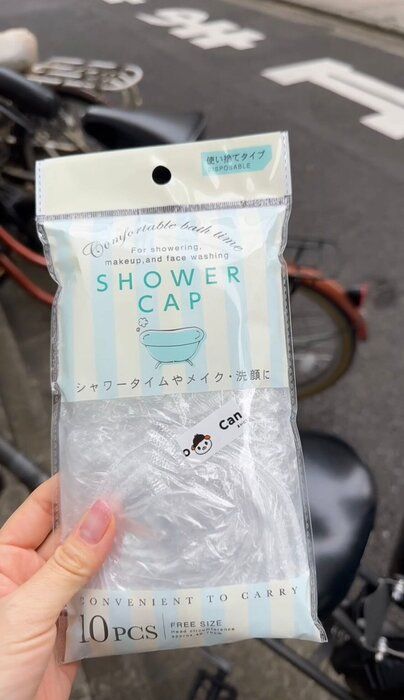 使い捨てタイプ
DISPOSABLE
Comfortable bath time
For showering,
makeup,and face washing
SHOWER
CAP
シャワータイムやメイク・洗顔に
Can
CONVENIENT TO CARRY
10PCS
FREE SIZE
Head circumference